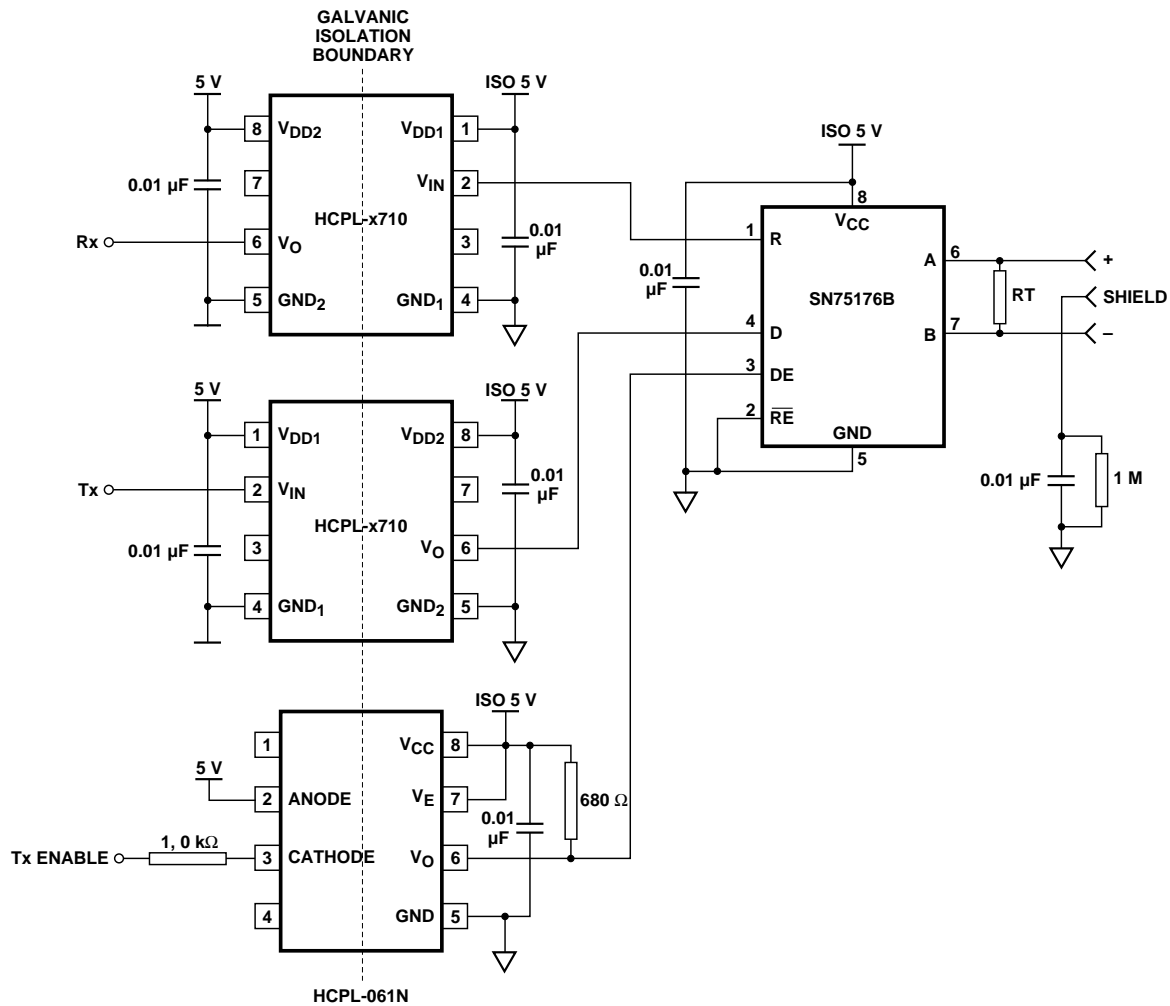 GALVANIC
ISOLATION
BOUNDARY
5 V
ISO 5 V
8
VDD2
VDD1
1
7
VIN
2
0.01 µF
HCPL-x710
Rx
6
VO
3
0.01
µF
5
GND2
GND1
4
5 V
ISO 5 V
1
VDD1
VDD2
8
Tx
2
VIN
7
0.01
µF
HCPL-x710
0.01 µF
3
VO
6
4
GND1
GND2
5
ISO 5 V
1
VCC
8
5 V
2
ANODE
VE
7
680 Ω
0.01
µF
1, 0 kΩ
Tx ENABLE
3
CATHODE
VO
6
4
GND
5
HCPL-061N
ISO 5 V
8
VCC
1
R
A
6
+
0.01
µF
SN75176B
RT
SHIELD
4
D
B
7
–
3
DE
2
RE
GND
5
0.01 µF
1 M